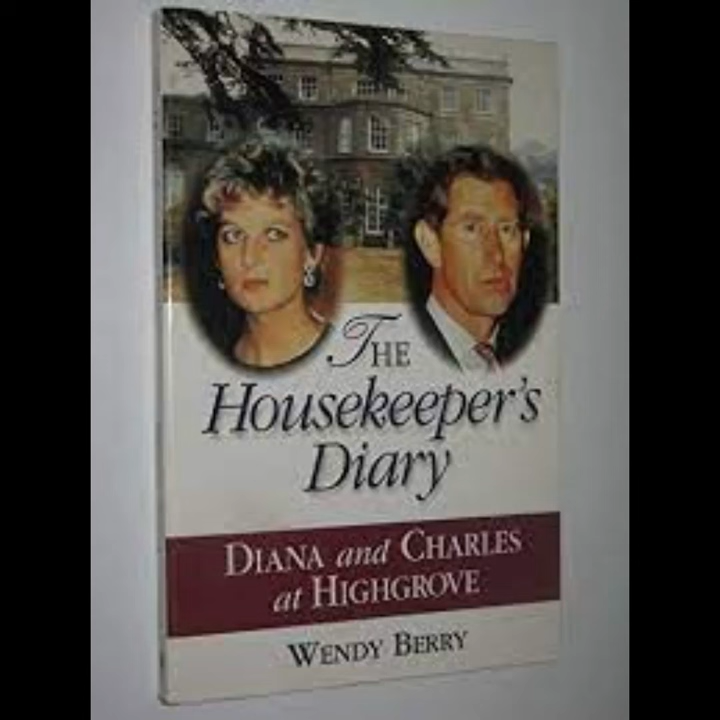 THE
Housekeeper's
Diary
DIANA and CHARLES
at HIGHGROVE
WENDY BERRY